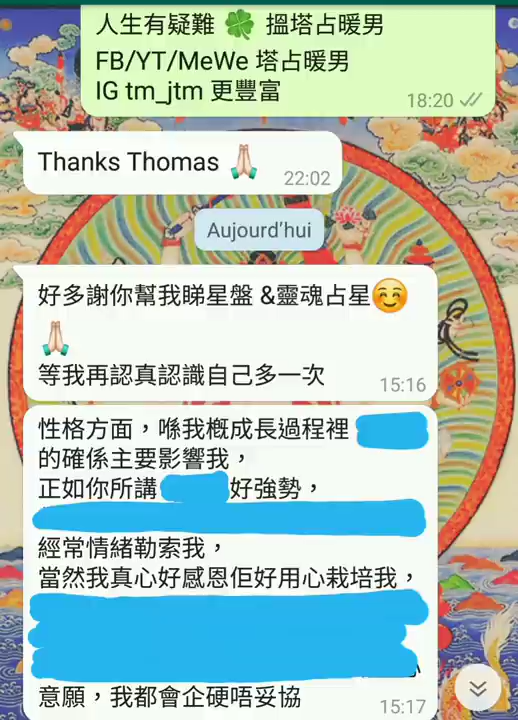 人生有疑難 🍀 搵塔占暖男
FB/YT/MeWe 塔占暖男
IG tm_jtm 更豐富
18:20
Thanks Thomas 🙏🏻
22:02
Aujourd'hui
好多謝你幫我睇星盤 &靈魂占星☺️
🙏🏻
等我再認真認識自己多一次
15:16
性格方面，喺我概成長過程裡
的確係主要影響我，
正如你所講 好強勢，
經常情緒勒索我，
當然我真心好感恩佢好用心栽培我，
意願，我都會企硬唔妥協
15:17